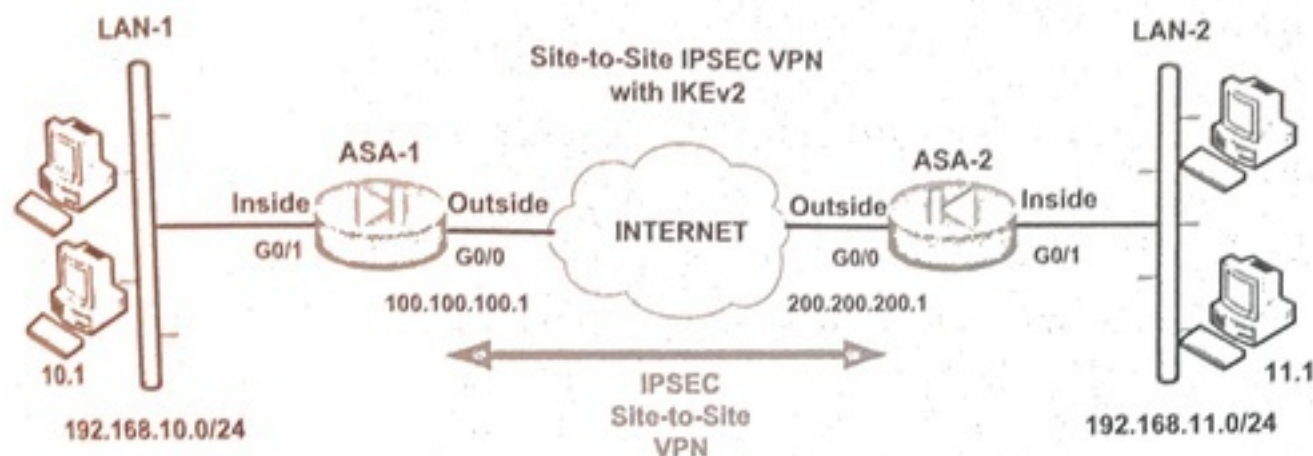 LAN-1
LAN-2
Site-to-Site IPSEC VPN
with IKEv2
ASA-1
ASA-2
Inside
Outside
INTERNET
Outside
Inside
G0/1
G0/0
G0/0
G0/1
100.100.100.1
200.200.200.1
10.1
11.1
IPSEC
Site-to-Site
VPN
192.168.10.0/24
192.168.11.0/24